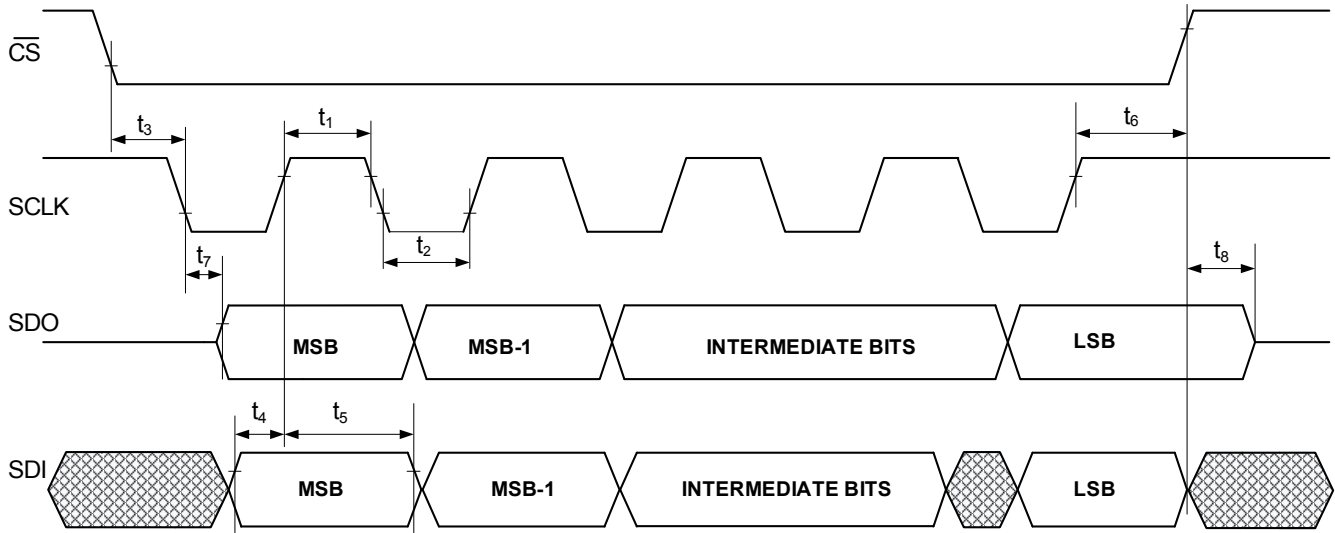 C̅S̅
t₃
t₁
t₆
SCLK
t₂
t₇
t₈
SDO
MSB
MSB-1
INTERMEDIATE BITS
LSB
t₄
t₅
SDI
MSB
MSB-1
INTERMEDIATE BITS
LSB